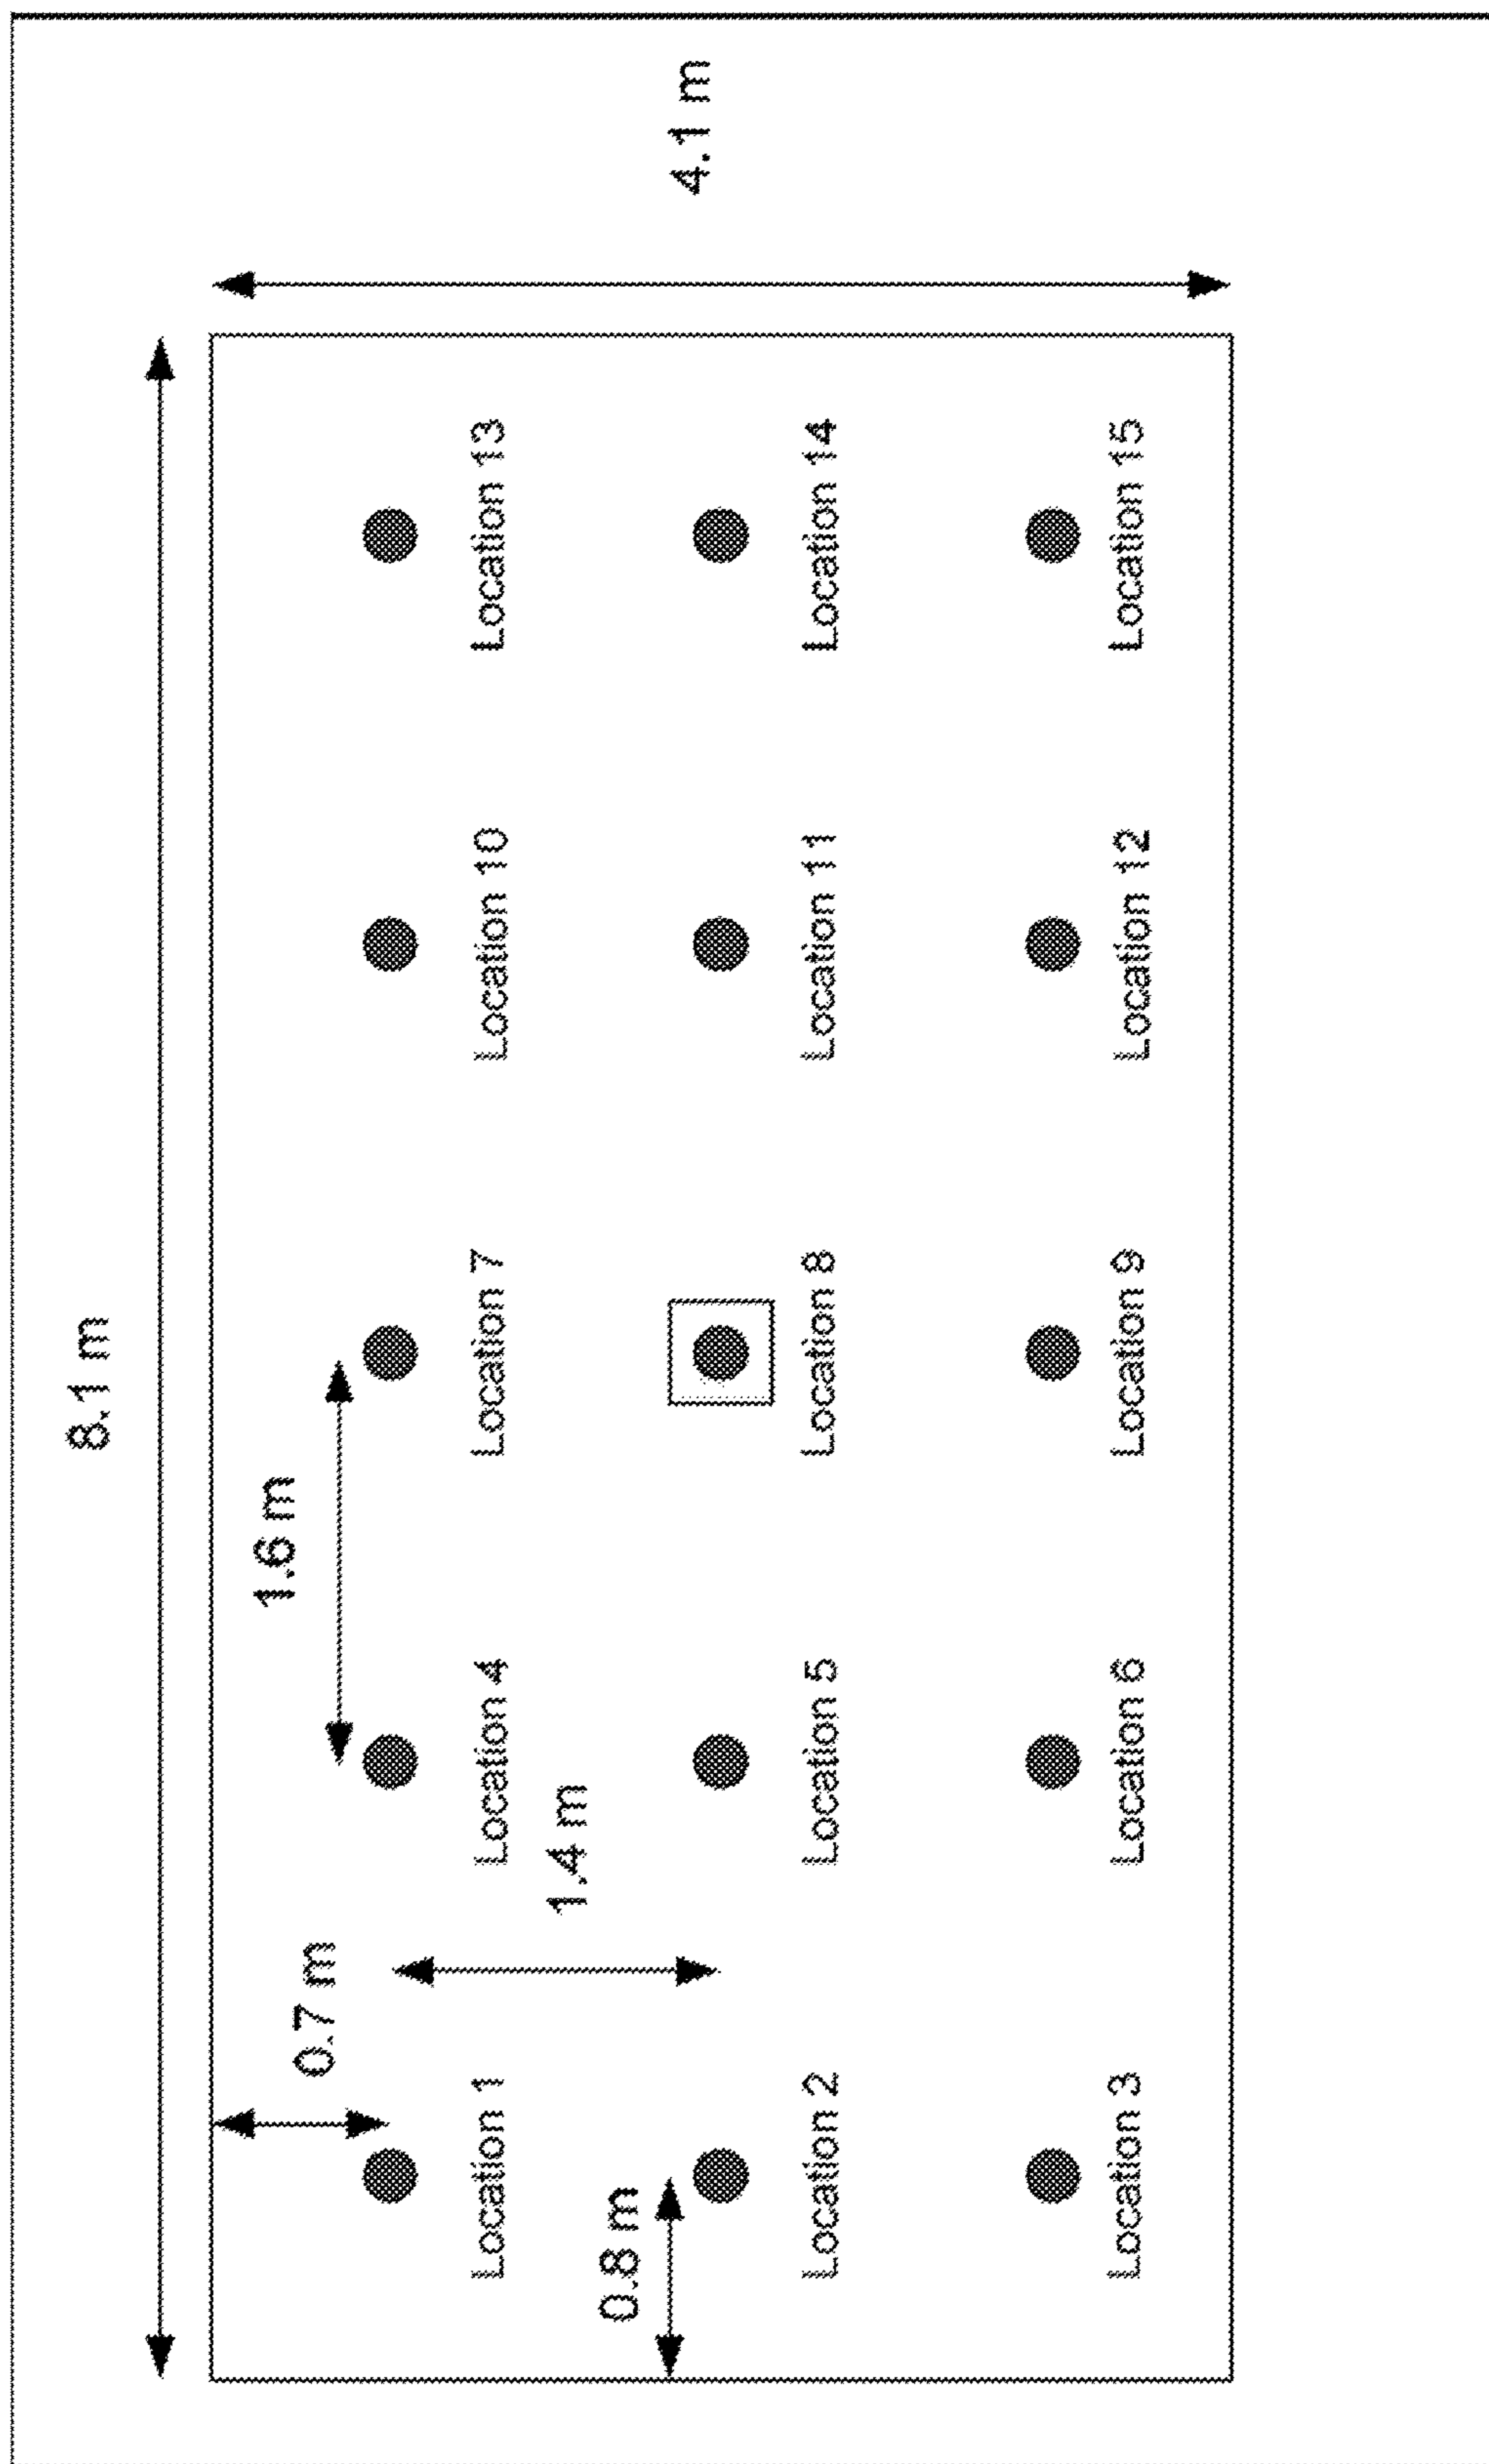 8.1 m
4.1 m
1.6 m
0.7 m
1.4 m
0.8 m
Location 1
Location 4
Location 7
Location 10
Location 13
Location 2
Location 5
Location 8
Location 11
Location 14
Location 3
Location 6
Location 9
Location 12
Location 15